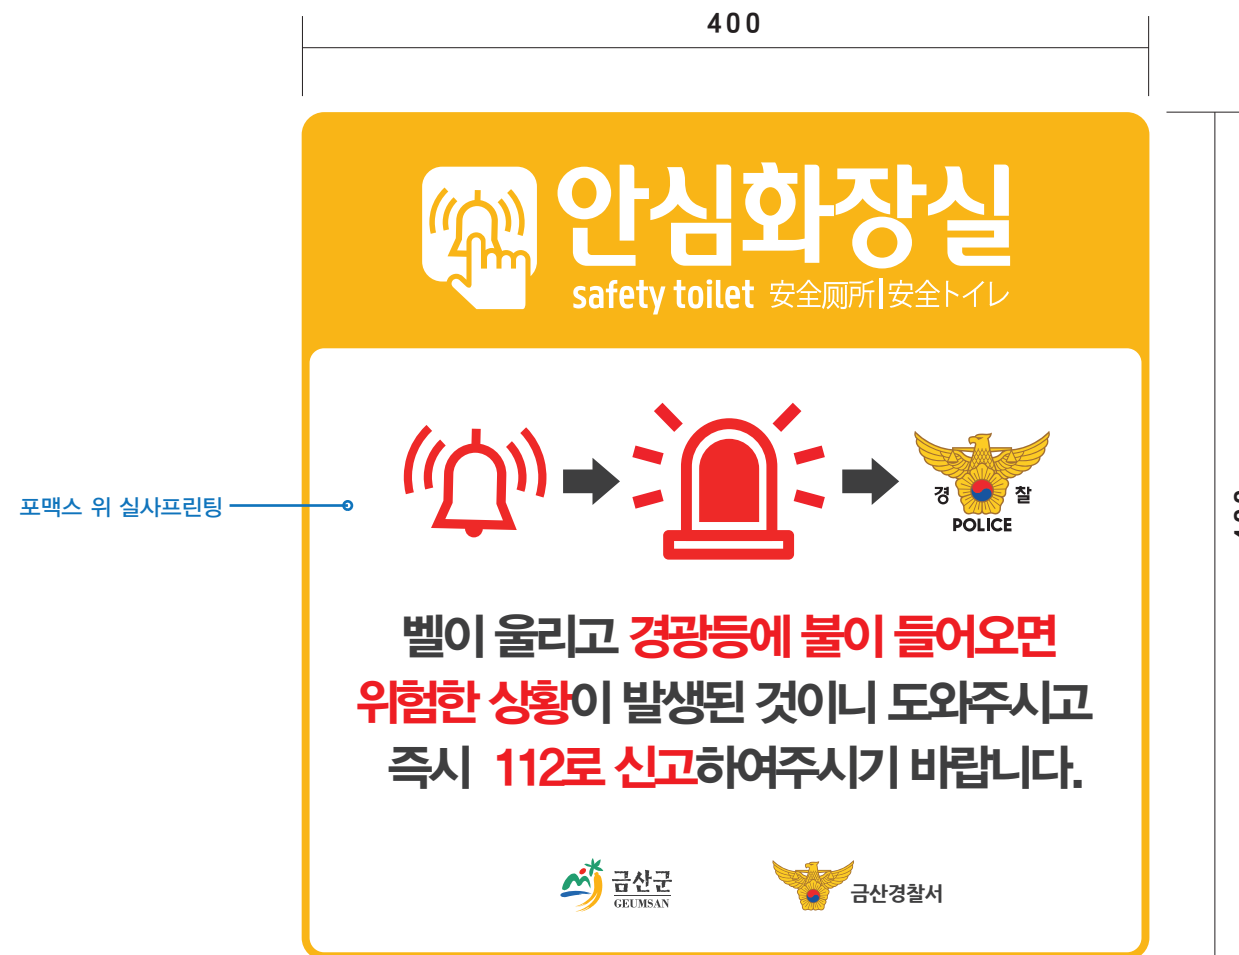 400
안심화장실
safety toilet 安全厕所|安全トイレ
포맥스 위 실사프린팅
경 찰
POLICE
벨이 울리고 경광등에 불이 들어오면
위험한 상황이 발생된 것이니 도와주시고
즉시 112로 신고하여주시기 바랍니다.
금산군
GEUMSAN
금산경찰서